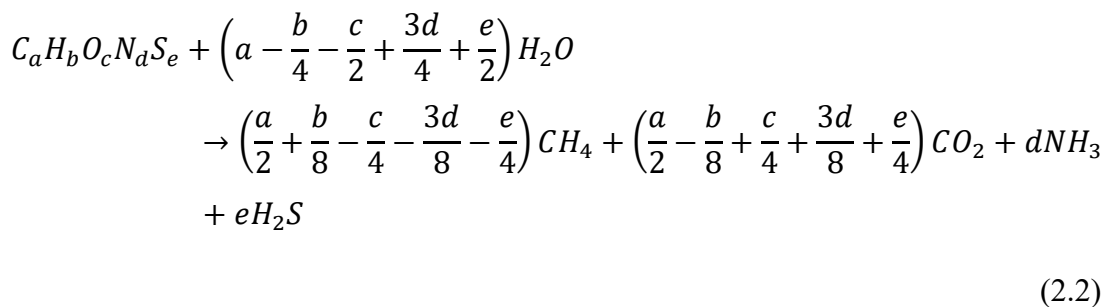 C_aH_bO_cN_dS_e + (a − b/4 − c/2 + 3d/4 + e/2) H_2O
→ (a/2 + b/8 − c/4 − 3d/8 − e/4) CH_4 + (a/2 − b/8 + c/4 + 3d/8 + e/4) CO_2 + dNH_3
+ eH_2S
(2.2)